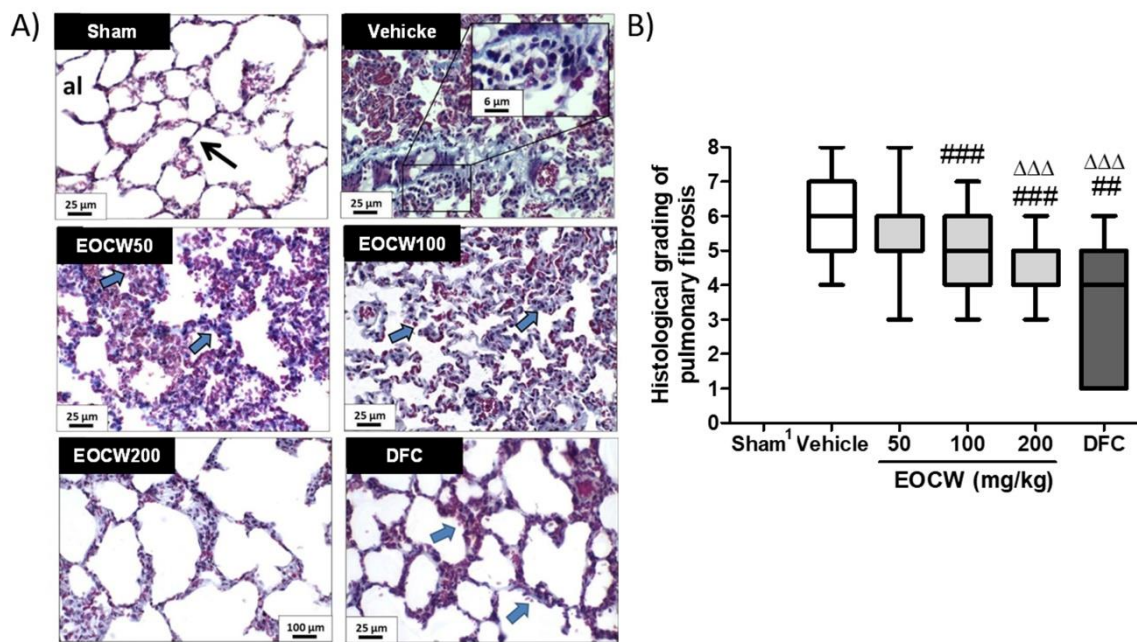 A)
Sham
al
25 µm
Vehicke
6 µm
25 µm
EOCW50
25 µm
EOCW100
25 µm
EOCW200
100 µm
DFC
25 µm
B)
Histological grading of
pulmonary fibrosis
8
7
6
5
4
3
2
1
0
###
ΔΔΔ
###
ΔΔΔ
##
Sham¹ Vehicle 50 100 200 DFC
EOCW (mg/kg)